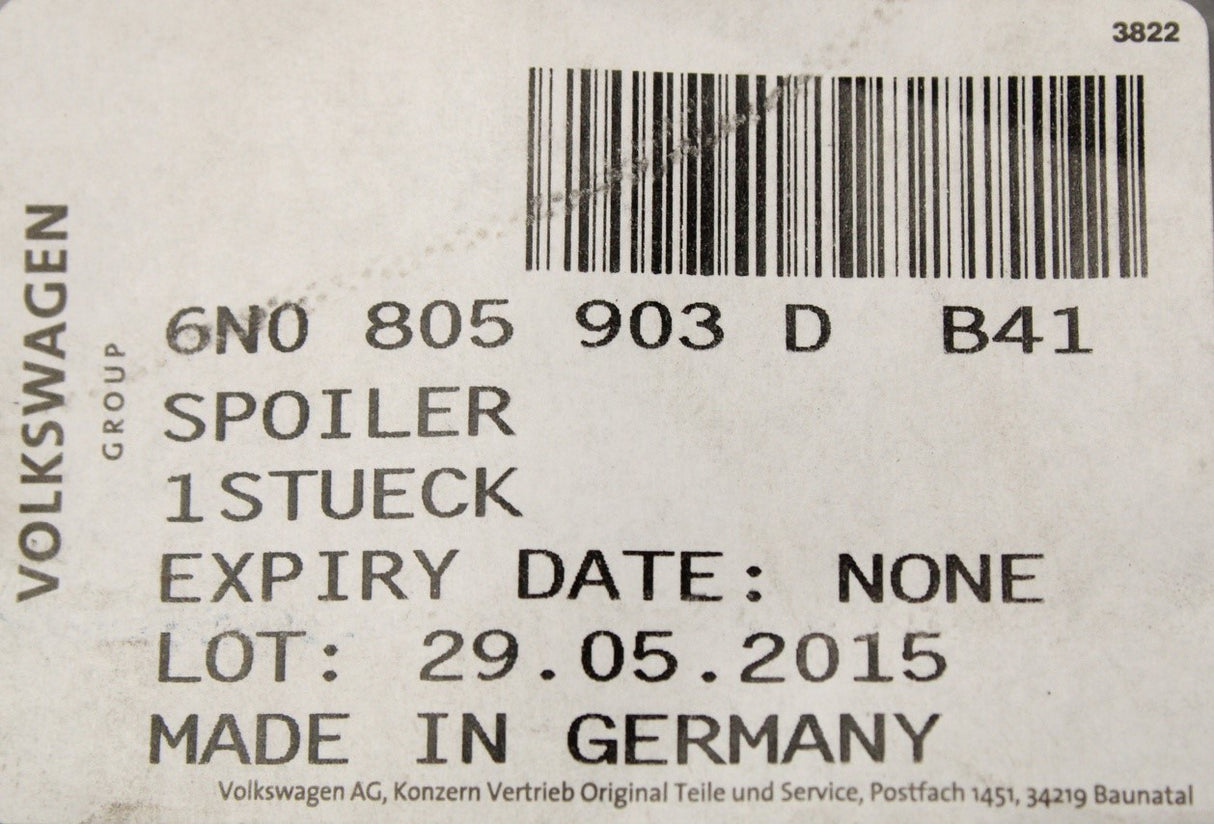 3822
VOLKSWAGEN
GROUP
6N0 805 903 D B41
SPOILER
1STUECK
EXPIRY DATE: NONE
LOT: 29.05.2015
MADE IN GERMANY
Volkswagen AG, Konzern Vertrieb Original Teile und Service, Postfach 1451, 34219 Baunatal